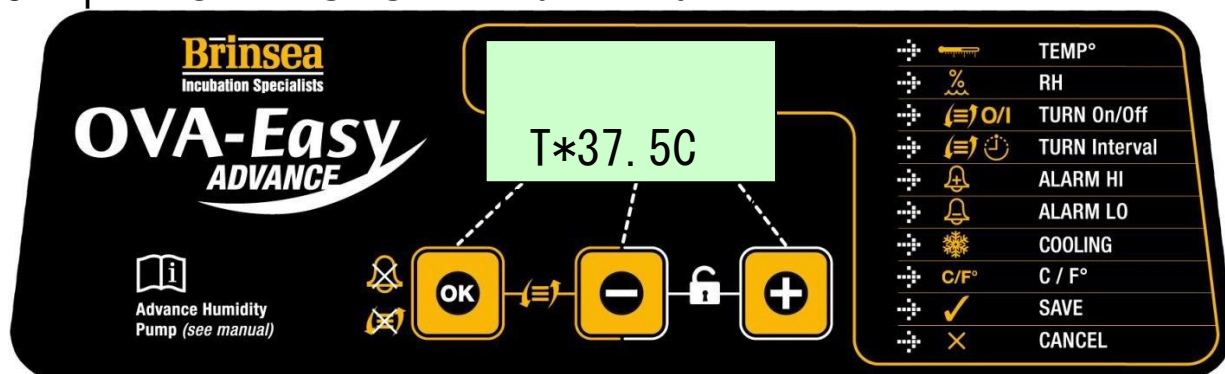 Brinsea
Incubation Specialists
OVA-Easy
ADVANCE
T*37.5C
Advance Humidity
Pump (see manual)
OK
TEMP°
% RH
O/I TURN On/Off
TURN Interval
ALARM HI
ALARM LO
COOLING
C/F° C / F°
SAVE
CANCEL